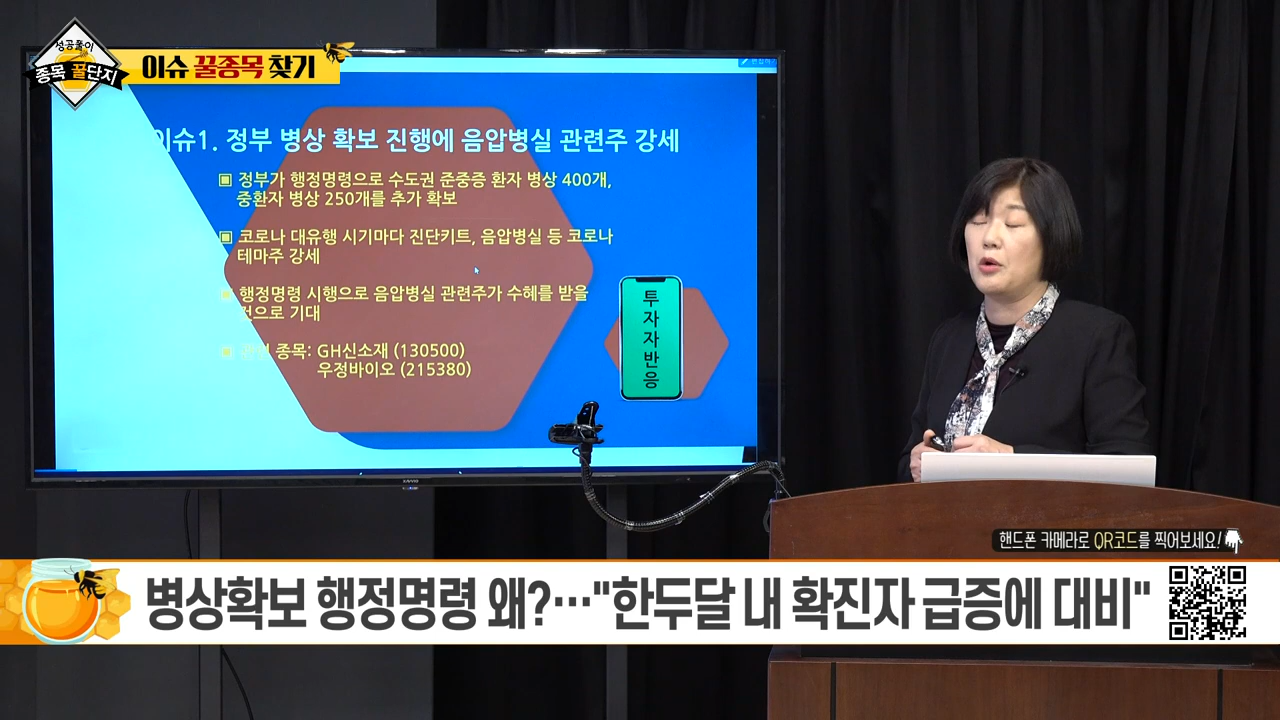 성공풀이
종목 꿀단지
이슈 꿀종목 찾기
이슈1. 정부 병상 확보 진행에 음압병실 관련주 강세
▣ 정부가 행정명령으로 수도권 준중증 환자 병상 400개,
중환자 병상 250개를 추가 확보
▣ 코로나 대유행 시기마다 진단키트, 음압병실 등 코로나
테마주 강세
▣ 행정명령 시행으로 음압병실 관련주가 수혜를 받을
것으로 기대
▣ 관련 종목: GH신소재 (130500)
우정바이오 (215380)
투자자반응
핸드폰 카메라로 QR코드를 찍어보세요!
병상확보 행정명령 왜?…"한두달 내 확진자 급증에 대비"